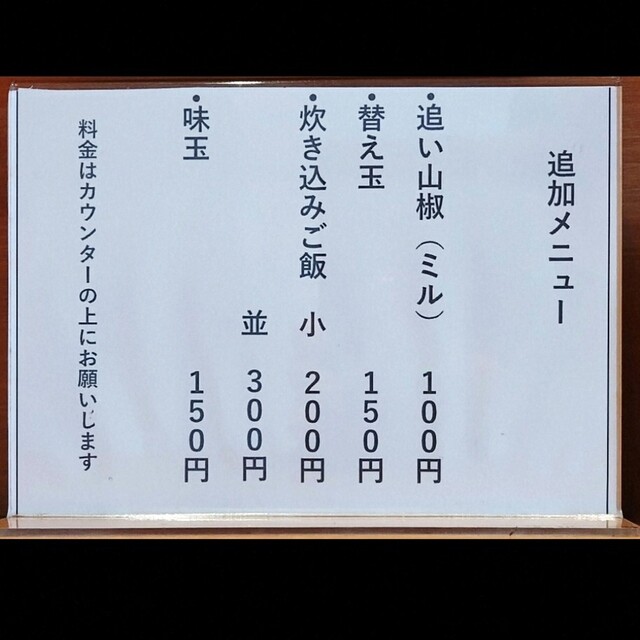 追加メニュー
・追い山椒（ミル） 100円
・替え玉 150円
・炊き込みご飯 小 200円
並 300円
・味玉 150円
料金はカウンターの上にお願いします